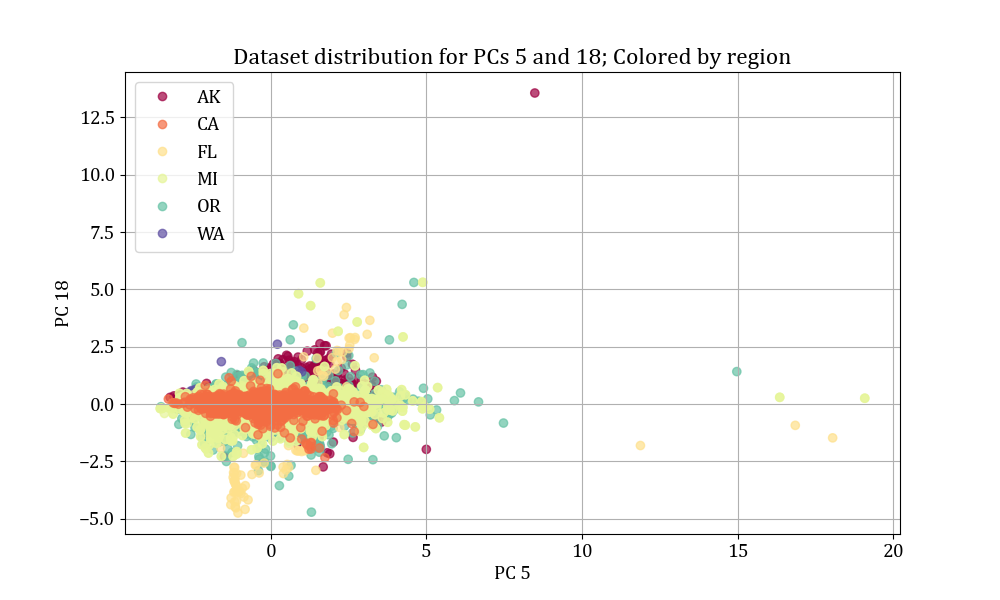 Dataset distribution for PCs 5 and 18; Colored by region
AK
CA
FL
MI
OR
WA
12.5
10.0
7.5
5.0
2.5
0.0
−2.5
−5.0
PC 18
0
5
10
15
20
PC 5